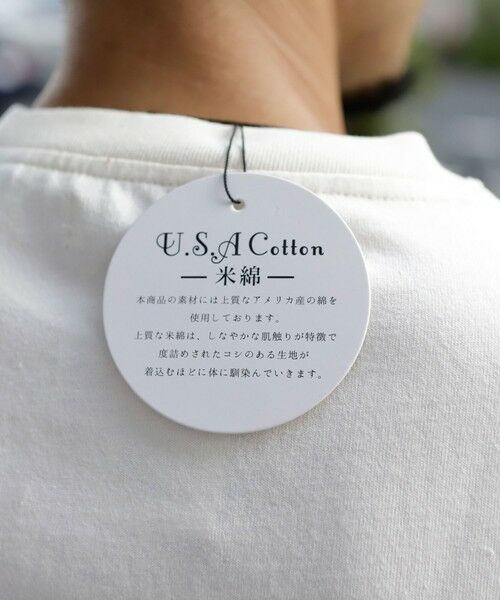 U.S.A Cotton
— 米綿 —
本商品の素材には上質なアメリカ産の綿を
使用しております。
上質な米綿は、しなやかな肌触りが特徴で
度詰めされたコシのある生地が
着込むほどに体に馴染んでいきます。